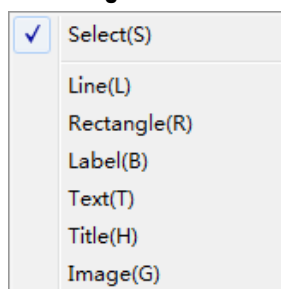 Select(S)
Line(L)
Rectangle(R)
Label(B)
Text(T)
Title(H)
Image(G)